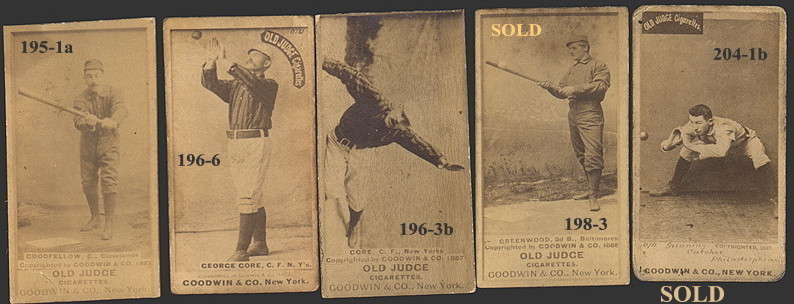 195-1a
GOODFELLOW, C., Clevelands
Copyrighted by GOODWIN & CO. 1887
OLD JUDGE
CIGARETTES.
GOODWIN & CO., New York.
OLD JUDGE Cigarettes
196-6
GEORGE GORE, C. F. N. Y's.
GOODWIN & CO., New York.
196-3b
GORE, C. F., New Yorks
Copyrighted by GOODWIN & CO., 1887
OLD JUDGE
CIGARETTES.
GOODWIN & CO., New York.
SOLD
198-3
GREENWOOD, 2d B., Baltimores
Copyrighted by GOODWIN & CO., 1888
OLD JUDGE
CIGARETTES.
GOODWIN & CO., New York.
OLD JUDGE Cigarettes.
204-1b
Gunning, COPYRIGHTED,
Catcher
Philadelphias
GOODWIN & CO., NEW YORK.
SOLD